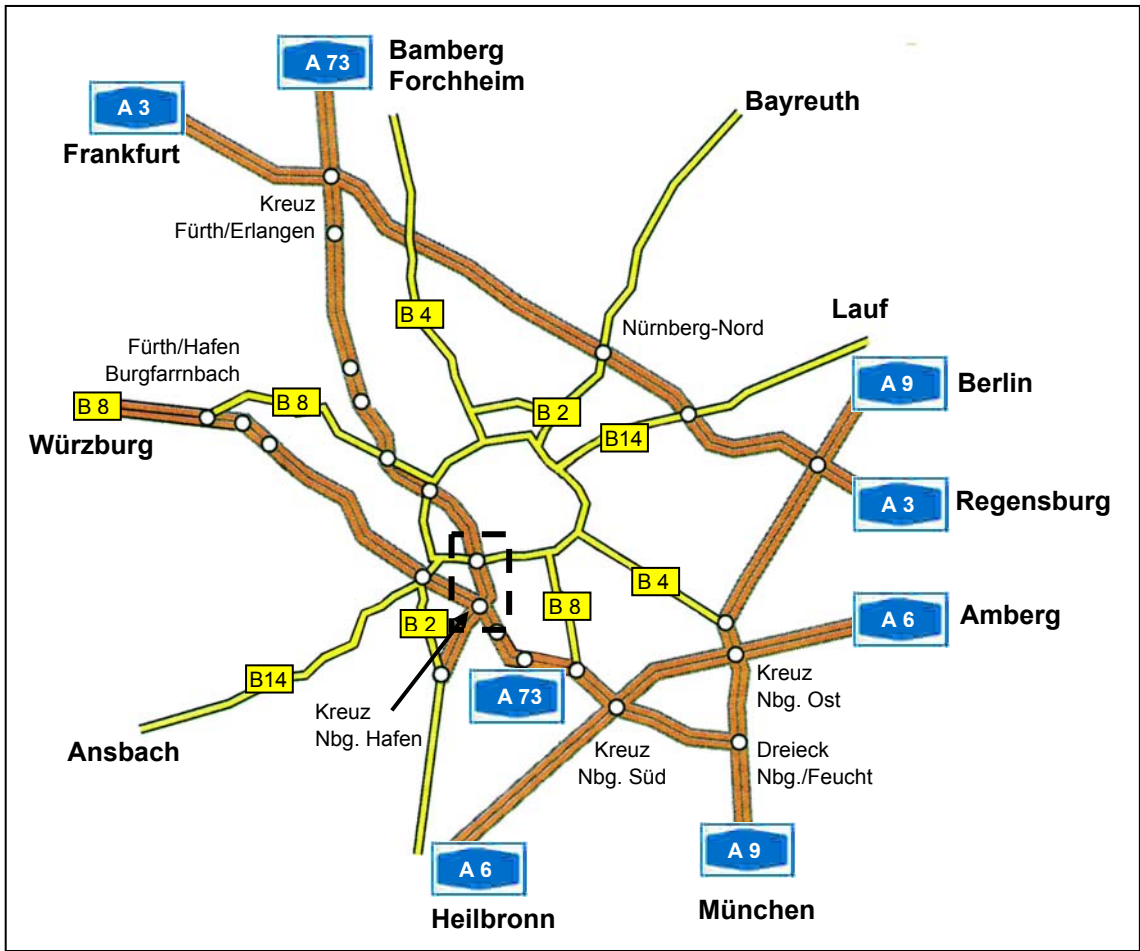 A 73
Bamberg
Forchheim
A 3
Frankfurt
Bayreuth
Kreuz
Fürth/Erlangen
B 4
Nürnberg-Nord
Lauf
Fürth/Hafen
Burgfarrnbach
B 8
B 8
Würzburg
B 2
B14
A 9
Berlin
A 3
Regensburg
B 4
B 8
B 2
A 6
Amberg
B14
Ansbach
Kreuz
Nbg. Hafen
A 73
Kreuz
Nbg. Ost
Kreuz
Nbg. Süd
Dreieck
Nbg./Feucht
A 6
Heilbronn
A 9
München